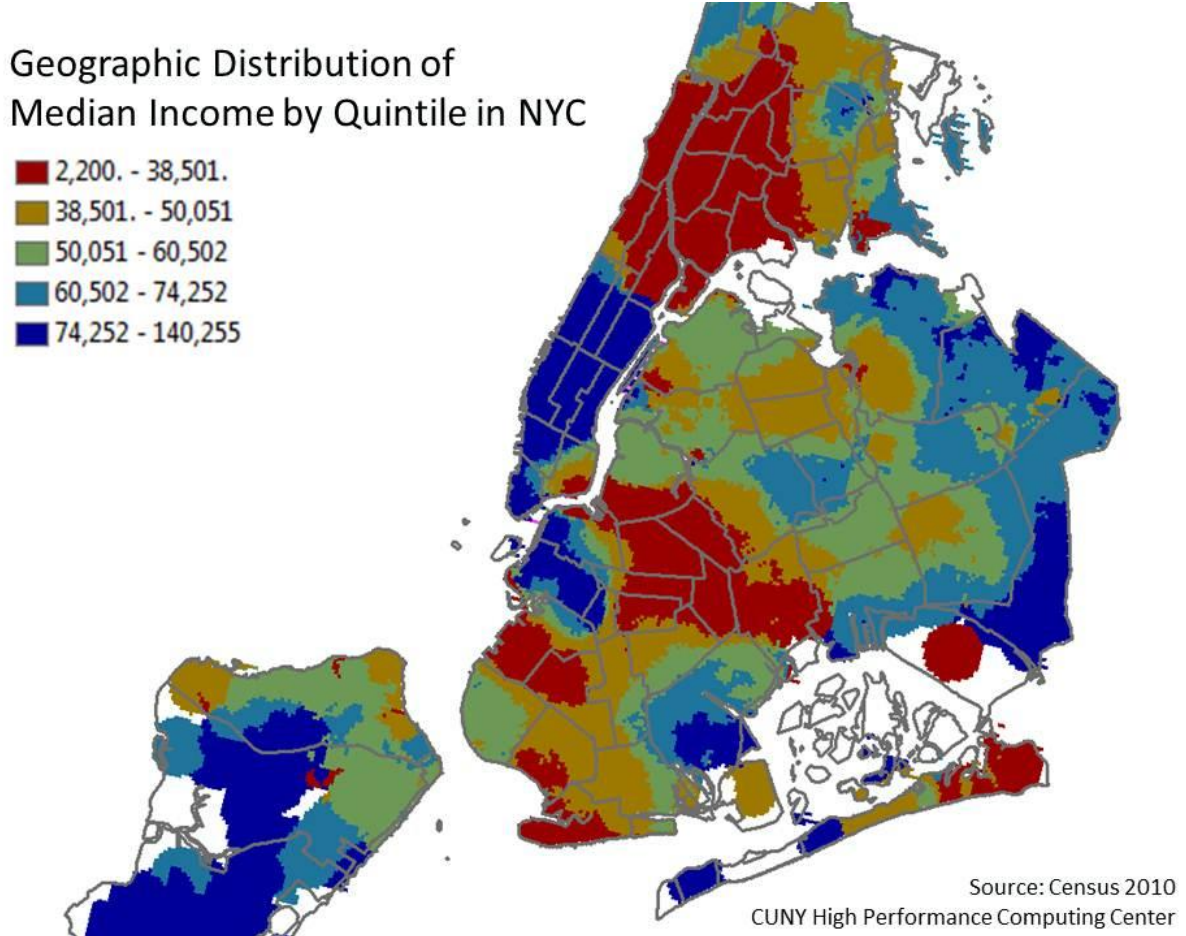 Geographic Distribution of
Median Income by Quintile in NYC
2,200. - 38,501.
38,501. - 50,051
50,051 - 60,502
60,502 - 74,252
74,252 - 140,255
Source: Census 2010
CUNY High Performance Computing Center